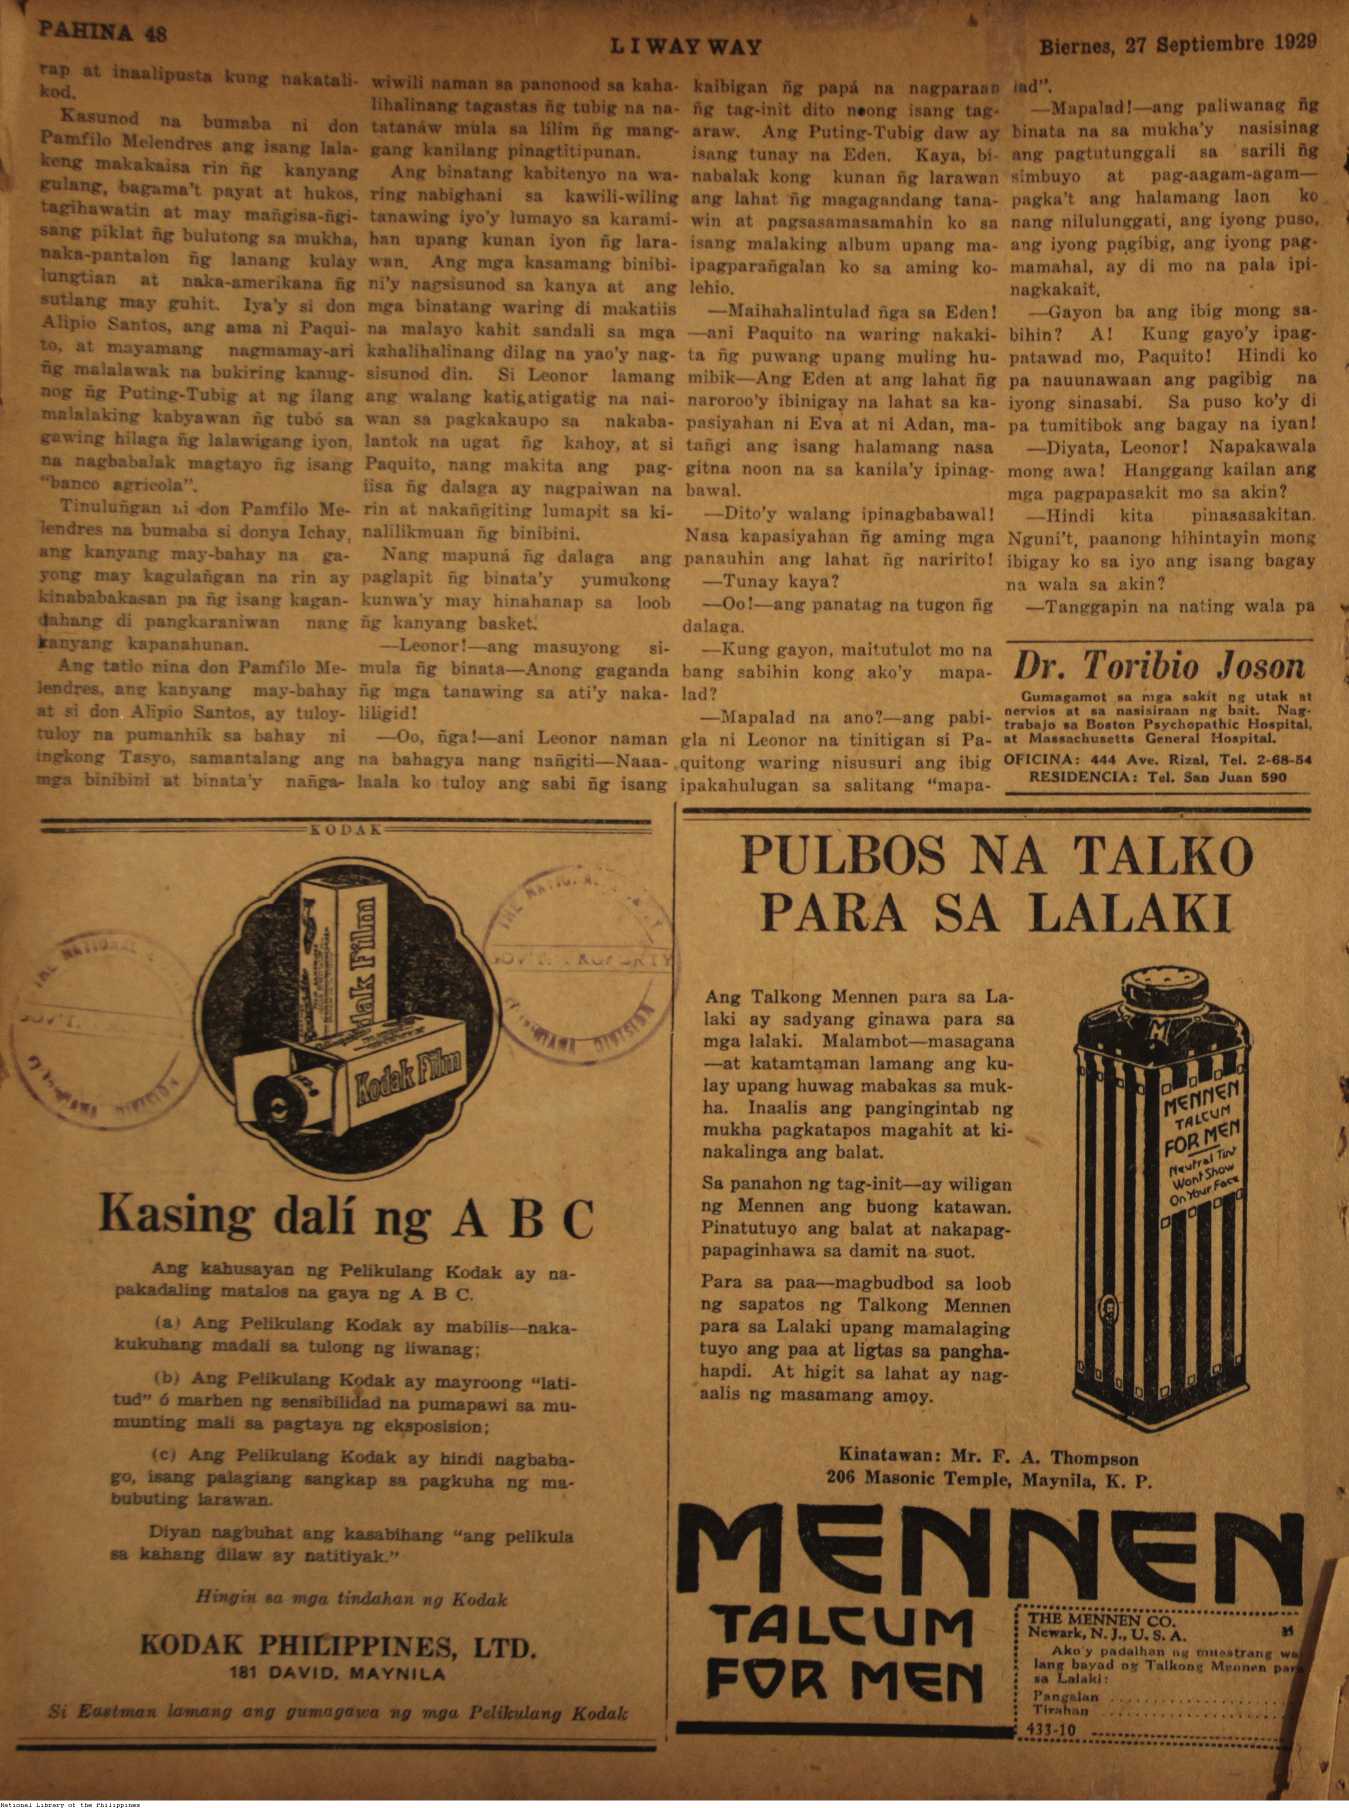 PAHINA 48
LIWAYWAY
Biernes, 27 Septiembre 1929
rap at inaalipusta kung nakatali-
kod.
Kasunod na bumaba ni don
Pamfilo Melendres ang isang lala-
keng makakaisa rin ñg kanyang
gulang, bagama't payat at hukos,
tagihawatin at may mañgisa-ñgi-
sang piklat ñg bulutong sa mukha,
naka-pantalon ñg lanang kulay
lungtian at naka-amerikana ñg
sutlang may guhit. Iya'y si don
Alipio Santos, ang ama ni Paqui-
to, at mayamang nagmamay-ari
ñg malalawak na bukiring kanug-
nog ñg Puting-Tubig at ng ilang
malalaking kabyawan ñg tubó sa
gawing hilaga ñg lalawigang iyon,
na nagbabalak magtayo ñg isang
"banco agricola".
Tinuluñgan ni don Pamfilo Me-
lendres na bumaba si donya Ichay,
ang kanyang may-bahay na ga-
yong may kagulañgan na rin ay
kinababakasan pa ñg isang kagan-
dahang di pangkaraniwan nang
kanyang kapanahunan.
Ang tatlo nina don Pamfilo Me-
lendres, ang kanyang may-bahay
at si don Alipio Santos, ay tuloy-
tuloy na pumanhik sa bahay ni
ingkong Tasyo, samantalang ang
mga binibini at binata'y nañga-
wiwili naman sa panonood sa kaha-
lihalinang tagastas ñg tubig na na-
tatanáw mula sa lilim ñg mang-
gang kanilang pinagtitipunan.
Ang binatang kabitenyo na wa-
ring nabighani sa kawili-wiling
tanawing iyo'y lumayo sa karami-
han upang kunan iyon ñg lara-
wan. Ang mga kasamang binibi-
ni'y nagsisunod sa kanya at ang
mga binatang waring di makatiis
na malayo kahit sandali sa mga
kahalihalinang dilag na yao'y nag-
sisunod din. Si Leonor lamang
ang walang katigatigatig na nai-
wan sa pagkakaupo sa nakaba-
lantok na ugat ñg kahoy, at si
Paquito, nang makita ang pag-
iisa ñg dalaga ay nagpaiwan na
rin at nakañgiting lumapit sa ki-
nalilikmuan ñg binibini.
Nang mapuná ñg dalaga ang
paglapit ñg binata'y yumukong
kunwa'y may hinahanap sa loob
ñg kanyang basket.
—Leonor!—ang masuyong si-
mula ñg binata—Anong gaganda
ñg mga tanawing sa ati'y naka-
liligid!
—Oo, ñga!—ani Leonor naman
na bahagya nang nañgiti—Naaa-
laala ko tuloy ang sabi ñg isang
kaibigan ñg papá na nagparaan
ñg tag-init dito noong isang tag-
araw. Ang Puting-Tubig daw ay
isang tunay na Eden. Kaya, bi-
nabalak kong kunan ñg larawan
ang lahat ñg magagandang tana-
win at pagsasamasamahin ko sa
isang malaking album upang ma-
ipagparañgalan ko sa aming ko-
lehio.
—Maihahalintulad ñga sa Eden!
—ani Paquito na waring nakaki-
ta ñg puwang upang muling hu-
mibik—Ang Eden at ang lahat ñg
naroroo'y ibinigay na lahat sa ka-
pasiyahan ni Eva at ni Adan, ma-
tañgi ang isang halamang nasa
gitna noon na sa kanila'y ipinag-
bawal.
—Dito'y walang ipinagbabawal!
Nasa kapasiyahan ñg aming mga
panauhin ang lahat ñg naririto!
—Tunay kaya?
—Oo!—ang panatag na tugon ñg
dalaga.
—Kung gayon, maitutulot mo na
bang sabihin kong ako'y mapa-
lad?
—Mapalad na ano?—ang pabi-
gla ni Leonor na tinitigan si Pa-
quitong waring nisusuri ang ibig
ipakahulugan sa salitang "mapa-
lad".
—Mapalad!—ang paliwanag ñg
binata na sa mukha'y nasisinag
ang pagtutunggali sa sarili ñg
simbuyo at pag-aagam-agam—
pagka't ang halamang laon ko
nang nilulunggati, ang iyong puso,
ang iyong pagibig, ang iyong pag-
mamahal, ay di mo na pala ipi-
nagkakait.
—Gayon ba ang ibig mong sa-
bihin? A! Kung gayo'y ipag-
patawad mo, Paquito! Hindi ko
pa nauunawaan ang pagibig na
iyong sinasabi. Sa puso ko'y di
pa tumitibok ang bagay na iyan!
—Diyata, Leonor! Napakawala
mong awa! Hanggang kailan ang
mga pagpapasakit mo sa akin?
—Hindi kita pinasasakitan.
Nguni't, paanong hihintayin mong
ibigay ko sa iyo ang isang bagay
na wala sa akin?
—Tanggapin na nating wala pa
Dr. Toribio Joson
Gumagamot sa mga sakit ng utak at
nervios at sa nasisiraan ng bait. Nag-
trabajo sa Boston Psychopathic Hospital,
at Massachusetts General Hospital.
OFICINA: 444 Ave. Rizal, Tel. 2-68-54
RESIDENCIA: Tel. San Juan 590
KODAK
Kodak Film
Kodak Film
Kasing dalí ng A B C
Ang kahusayan ng Pelikulang Kodak ay na-
pakadaling matalos na gaya ng A B C.
(a) Ang Pelikulang Kodak ay mabilis—naka-
kukuhang madali sa tulong ng liwanag;
(b) Ang Pelikulang Kodak ay mayroong "lati-
tud" ó marhen ng sensibilidad na pumapawi sa mu-
munting mali sa pagtaya ng eksposision;
(c) Ang Pelikulang Kodak ay hindi nagbaba-
go, isang palagiang sangkap sa pagkuha ng ma-
bubuting larawan.
Diyan nagbuhat ang kasabihang "ang pelikula
sa kahang dilaw ay natitiyak."
Hingin sa mga tindahan ng Kodak
KODAK PHILIPPINES, LTD.
181 DAVID, MAYNILA
Si Eastman lamang ang gumagawa ng mga Pelikulang Kodak
PULBOS NA TALKO
PARA SA LALAKI
Ang Talkong Mennen para sa La-
laki ay sadyang ginawa para sa
mga lalaki. Malambot—masagana
—at katamtaman lamang ang ku-
lay upang huwag mabakas sa muk-
ha. Inaalis ang pangingintab ng
mukha pagkatapos magahit at ki-
nakalinga ang balat.
Sa panahon ng tag-init—ay wiligan
ng Mennen ang buong katawan.
Pinatutuyo ang balat at nakapag-
papaginhawa sa damit na suot.
Para sa paa—magbudbod sa loob
ng sapatos ng Talkong Mennen
para sa Lalaki upang mamalaging
tuyo ang paa at ligtas sa pangha-
hapdi. At higit sa lahat ay nag-
aalis ng masamang amoy.
M
MENNEN
TALCUM
FOR MEN
Neutral Tint
Wont Show
On Your Face
Kinatawan: Mr. F. A. Thompson
206 Masonic Temple, Maynila, K. P.
MENNEN
TALCUM
FOR MEN
THE MENNEN CO.
Newark, N. J., U. S. A.
Ako'y padalhan ng muestrang wa
lang bayad ng Talkong Mennen para
sa Lalaki:
Pangalan
Tirahan
433-10
THE NATIONAL
DIVISION
National Library of the Philippines